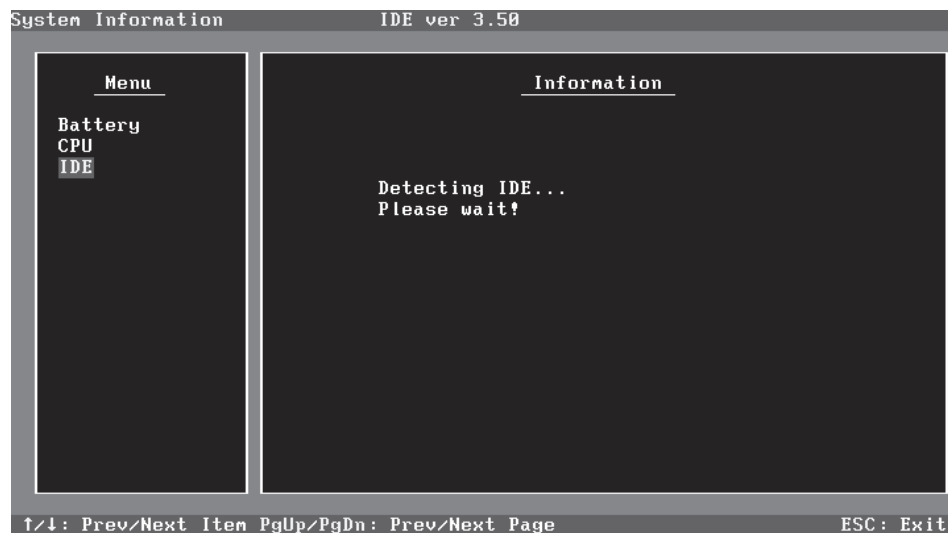 System Information IDE ver 3.50
Menu
Information
Battery
CPU
IDE
Detecting IDE...
Please wait!
↑/↓: Prev/Next Item PgUp/PgDn: Prev/Next Page ESC: Exit